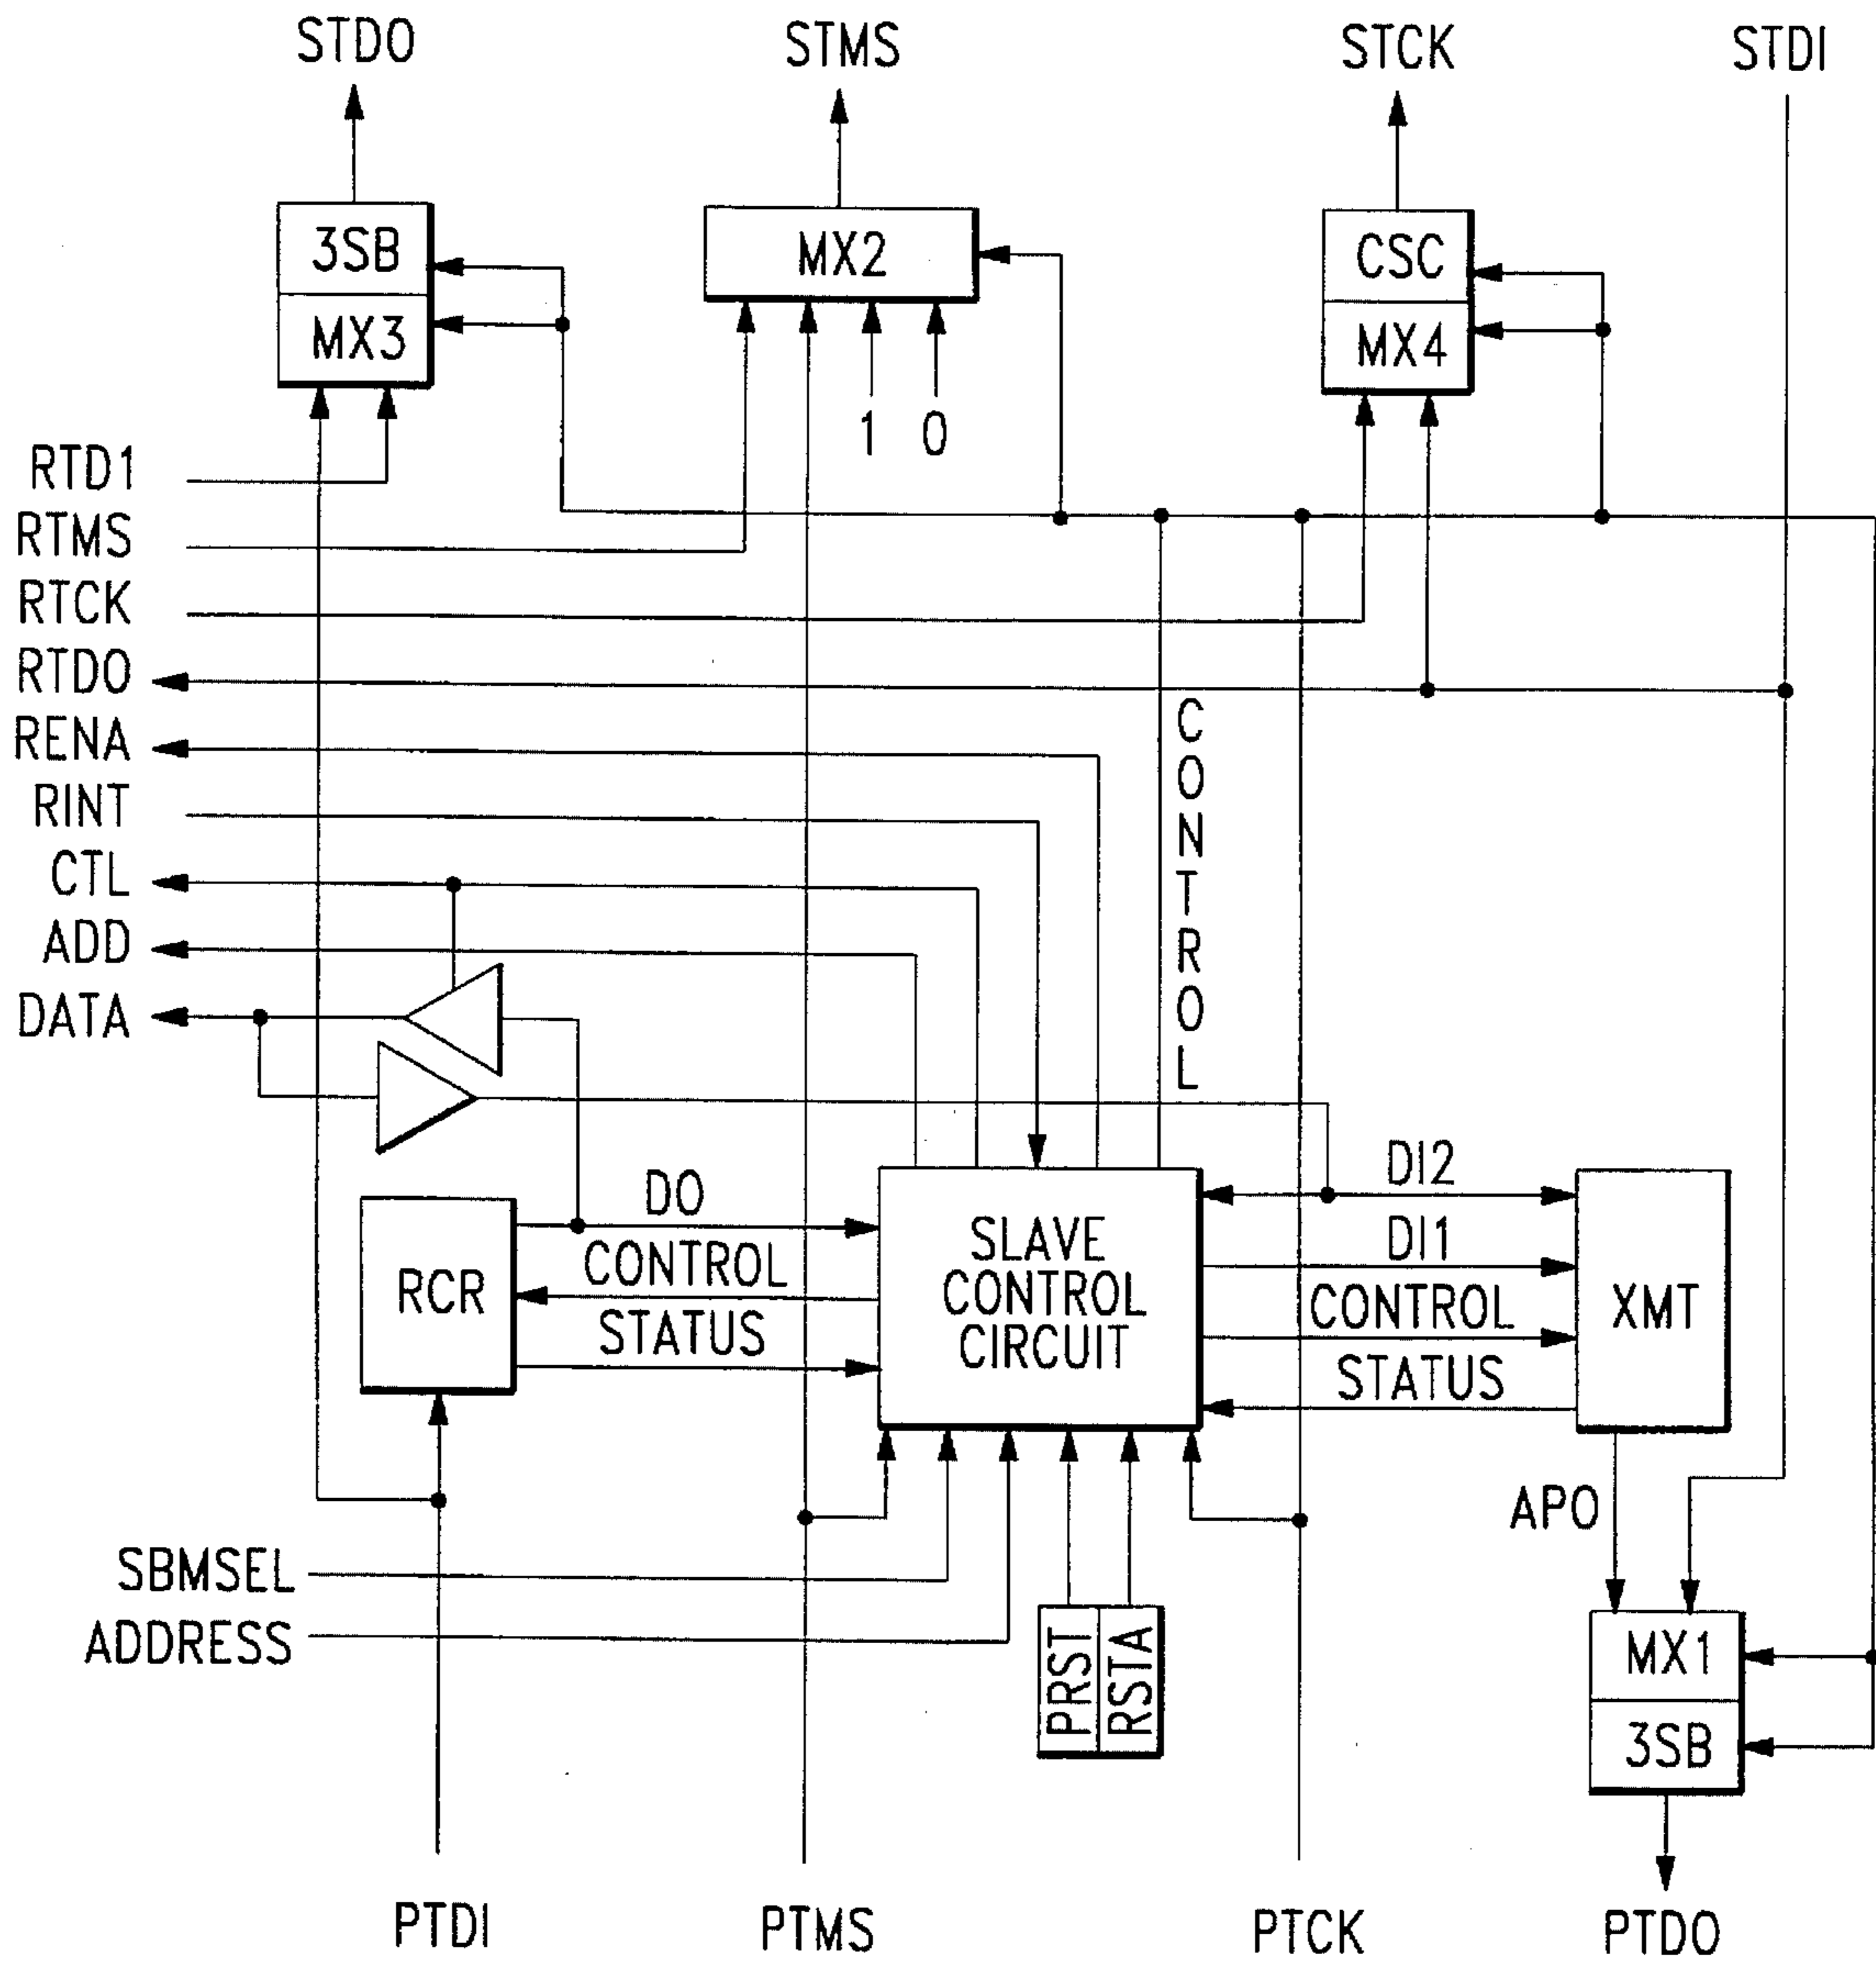 STDO
STMS
STCK
STDI
3SB
MX3
MX2
CSC
MX4
1 0
RTD1
RTMS
RTCK
RTDO
RENA
RINT
CTL
ADD
DATA
CONTROL
DO
CONTROL
STATUS
RCR
SLAVE
CONTROL
CIRCUIT
DI2
DI1
CONTROL
STATUS
XMT
APO
SBMSEL
ADDRESS
PRST
RSTA
MX1
3SB
PTDI
PTMS
PTCK
PTDO